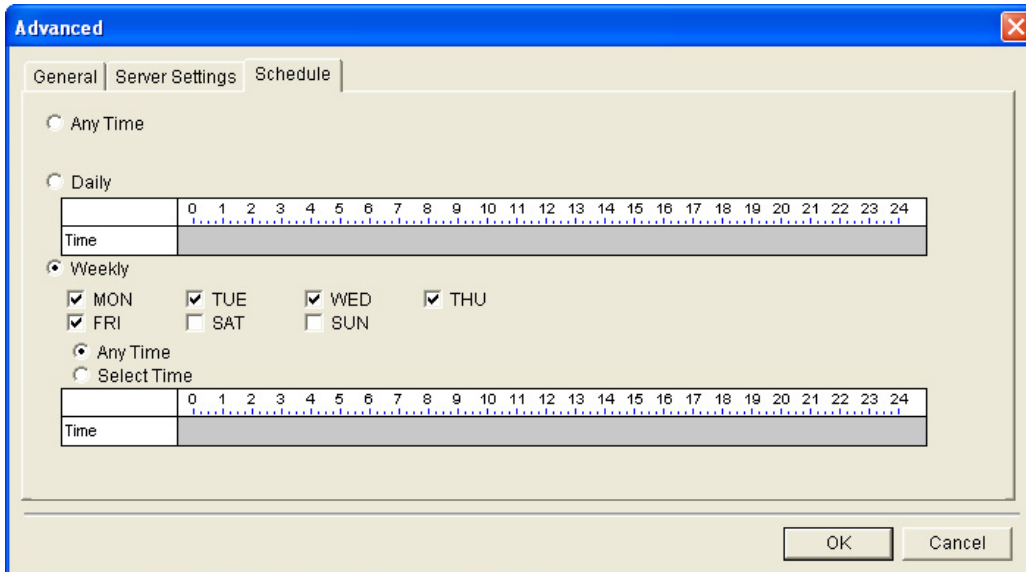 Advanced
General Server Settings Schedule
Any Time
Daily
0 1 2 3 4 5 6 7 8 9 10 11 12 13 14 15 16 17 18 19 20 21 22 23 24
Time
Weekly
MON TUE WED THU
FRI SAT SUN
Any Time
Select Time
0 1 2 3 4 5 6 7 8 9 10 11 12 13 14 15 16 17 18 19 20 21 22 23 24
Time
OK Cancel